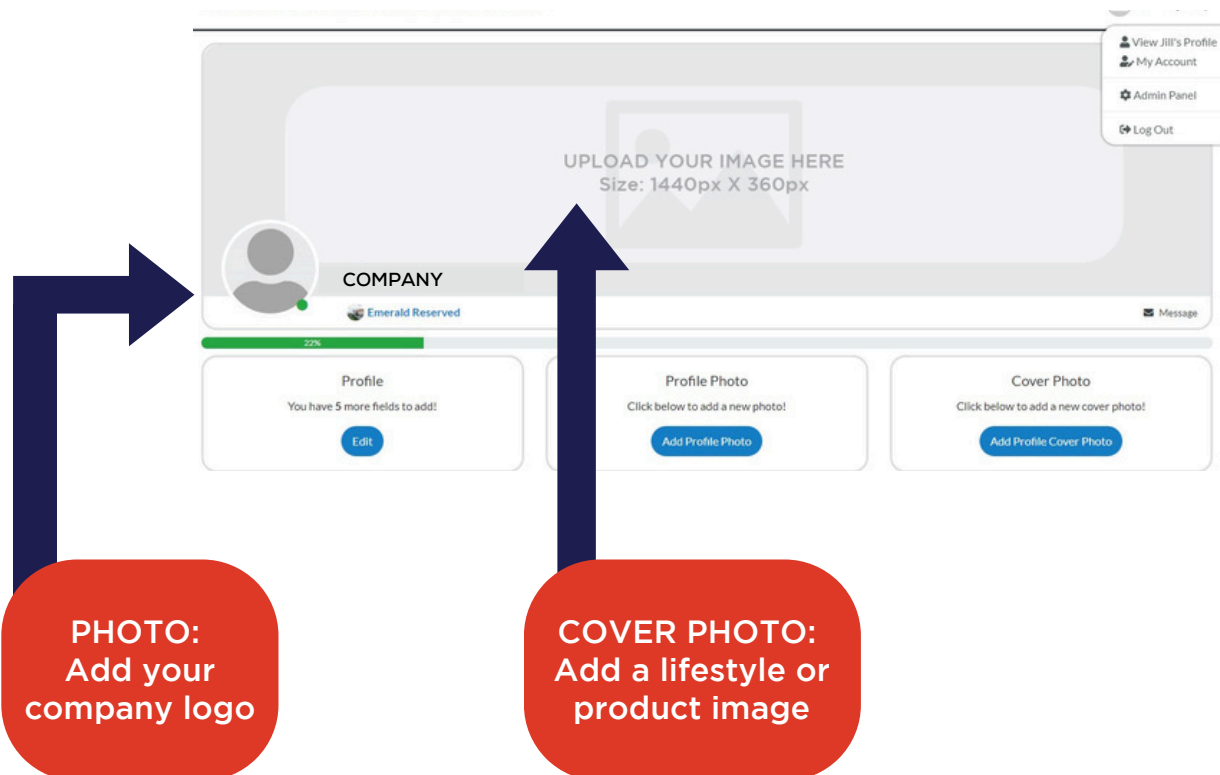 View Jill's Profile
My Account
Admin Panel
Log Out
UPLOAD YOUR IMAGE HERE
Size: 1440px X 360px
COMPANY
Emerald Reserved
Message
22%
Profile
You have 5 more fields to add!
Edit
Profile Photo
Click below to add a new photo!
Add Profile Photo
Cover Photo
Click below to add a new cover photo!
Add Profile Cover Photo
PHOTO:
Add your
company logo
COVER PHOTO:
Add a lifestyle or
product image